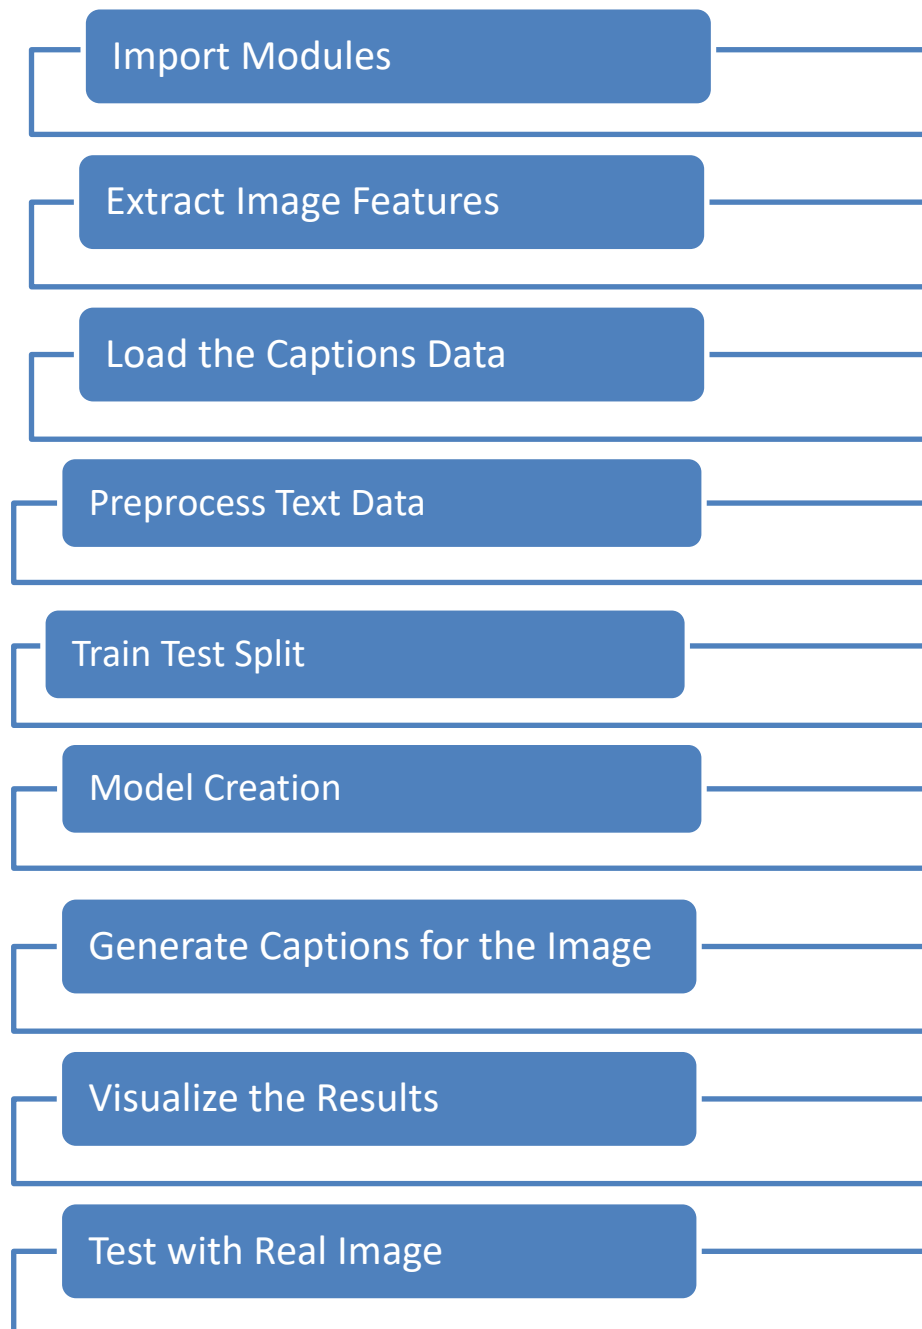 Import Modules
Extract Image Features
Load the Captions Data
Preprocess Text Data
Train Test Split
Model Creation
Generate Captions for the Image
Visualize the Results
Test with Real Image